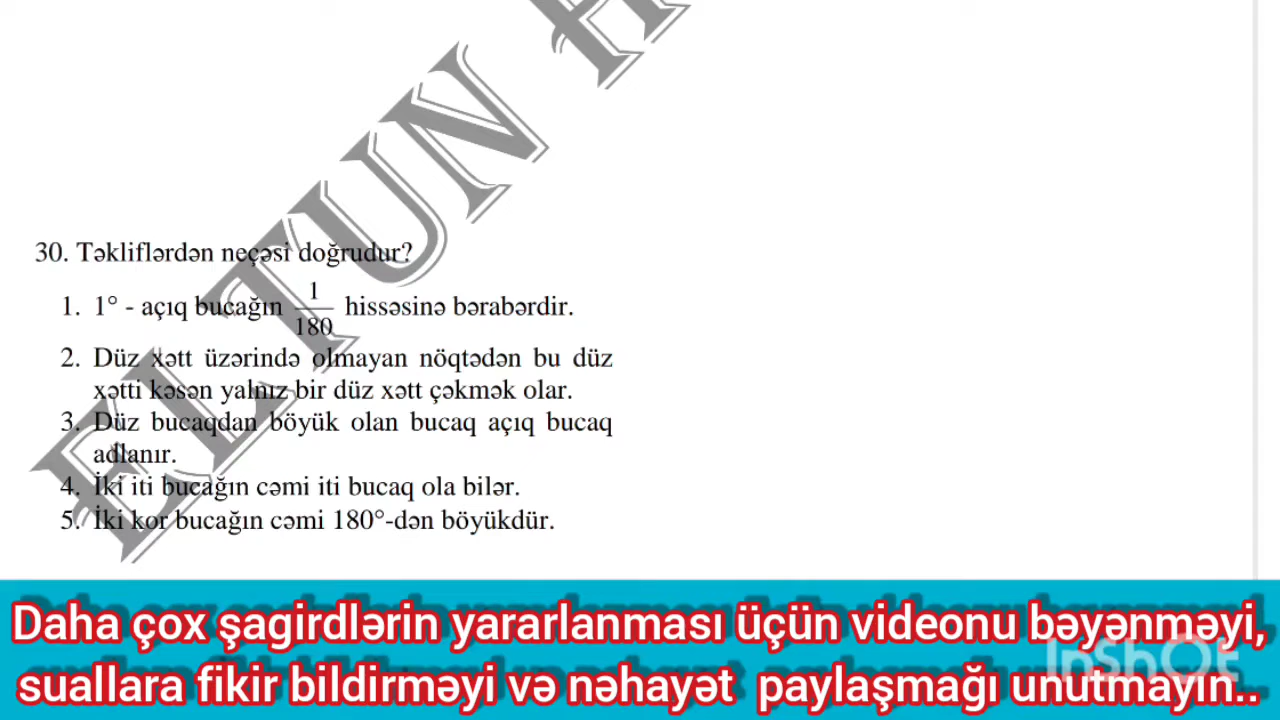 ELTUN H
30. Təkliflərdən neçəsi doğrudur?
1. 1° - açıq bucağın 1/180 hissəsinə bərabərdir.
2. Düz xətt üzərində olmayan nöqtədən bu düz
xətti kəsən yalnız bir düz xətt çəkmək olar.
3. Düz bucaqdan böyük olan bucaq açıq bucaq
adlanır.
4. İki iti bucağın cəmi iti bucaq ola bilər.
5. İki kor bucağın cəmi 180°-dən böyükdür.
Daha çox şagirdlərin yararlanması üçün videonu bəyənməyi,
suallara fikir bildirməyi və nəhayət paylaşmağı unutmayın..
InShOt